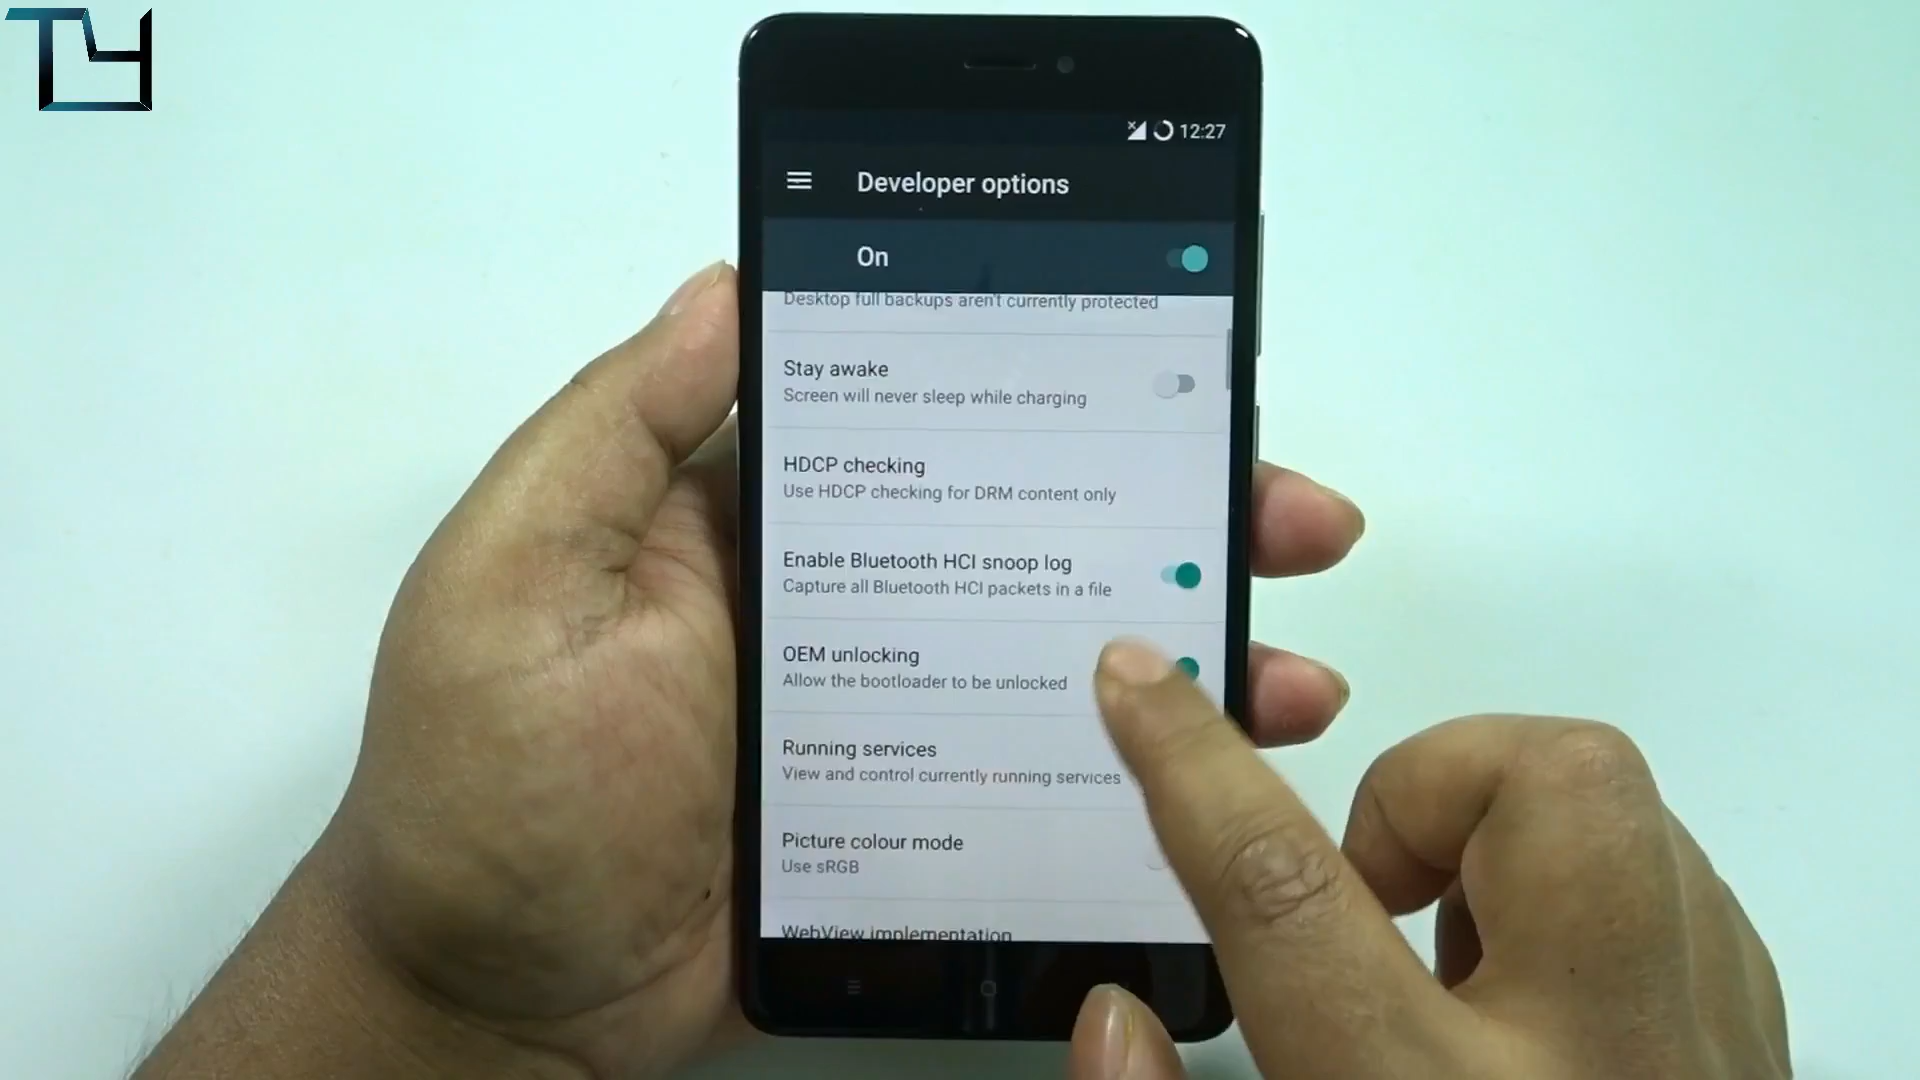 TY
12:27
Developer options
On
Desktop full backups aren't currently protected
Stay awake
Screen will never sleep while charging
HDCP checking
Use HDCP checking for DRM content only
Enable Bluetooth HCI snoop log
Capture all Bluetooth HCI packets in a file
OEM unlocking
Allow the bootloader to be unlocked
Running services
View and control currently running services
Picture colour mode
Use sRGB
WebView implementation